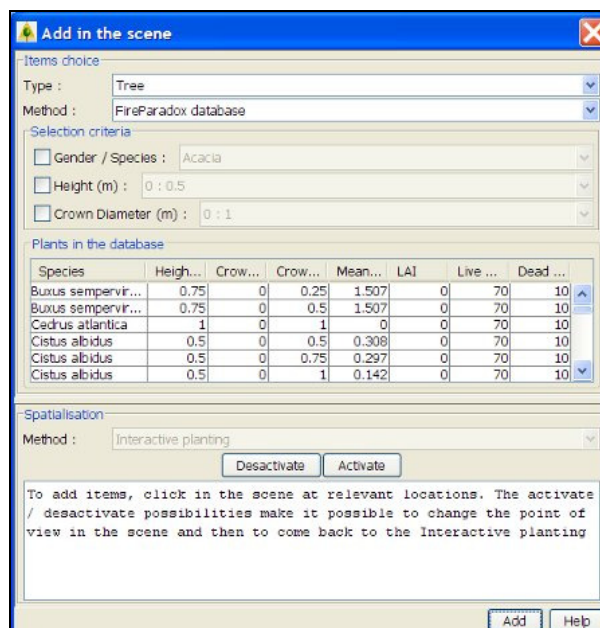 Add in the scene
Items choice
Type : Tree
Method : FireParadox database
Selection criteria
Gender / Species : Acacia
Height (m) : 0 : 0.5
Crown Diameter (m) : 0 : 1
Plants in the database
Species Heigh... Crow... Crow... Mean... LAI Live ... Dead ...
Buxus sempervir... 0.75 0 0.25 1.507 0 70 10
Buxus sempervir... 0.75 0 0.5 1.507 0 70 10
Cedrus atlantica 1 0 1 0 0 70 10
Cistus albidus 0.5 0 0.5 0.308 0 70 10
Cistus albidus 0.5 0 0.75 0.297 0 70 10
Cistus albidus 0.5 0 1 0.142 0 70 10
Spatialisation
Method : Interactive planting
Desactivate Activate
To add items, click in the scene at relevant locations. The activate
/ desactivate possibilities make it possible to change the point of
view in the scene and then to come back to the Interactive planting
Add Help